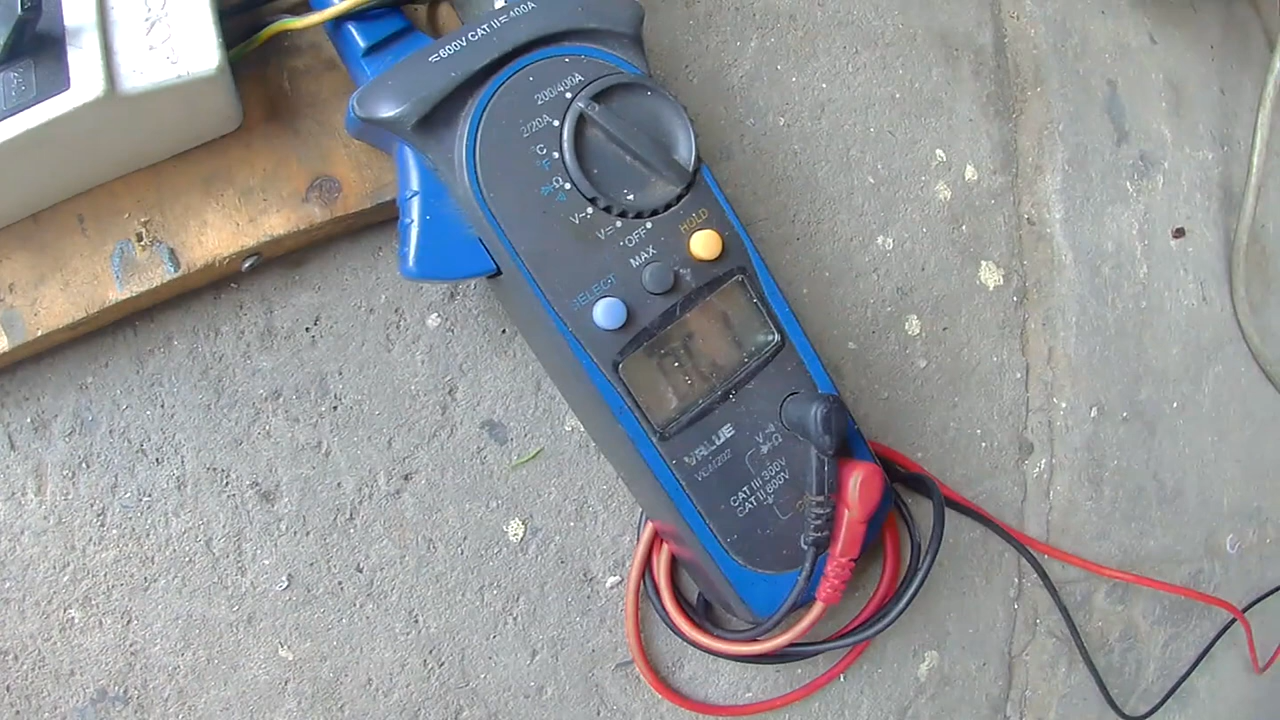 ≂600V CAT II ≂ 400A
200/400A
2/20A
°C
°F
Ω
V~
V=
OFF
HOLD
MAX
SELECT
VALUE
CAT III 300V
CAT II 600V